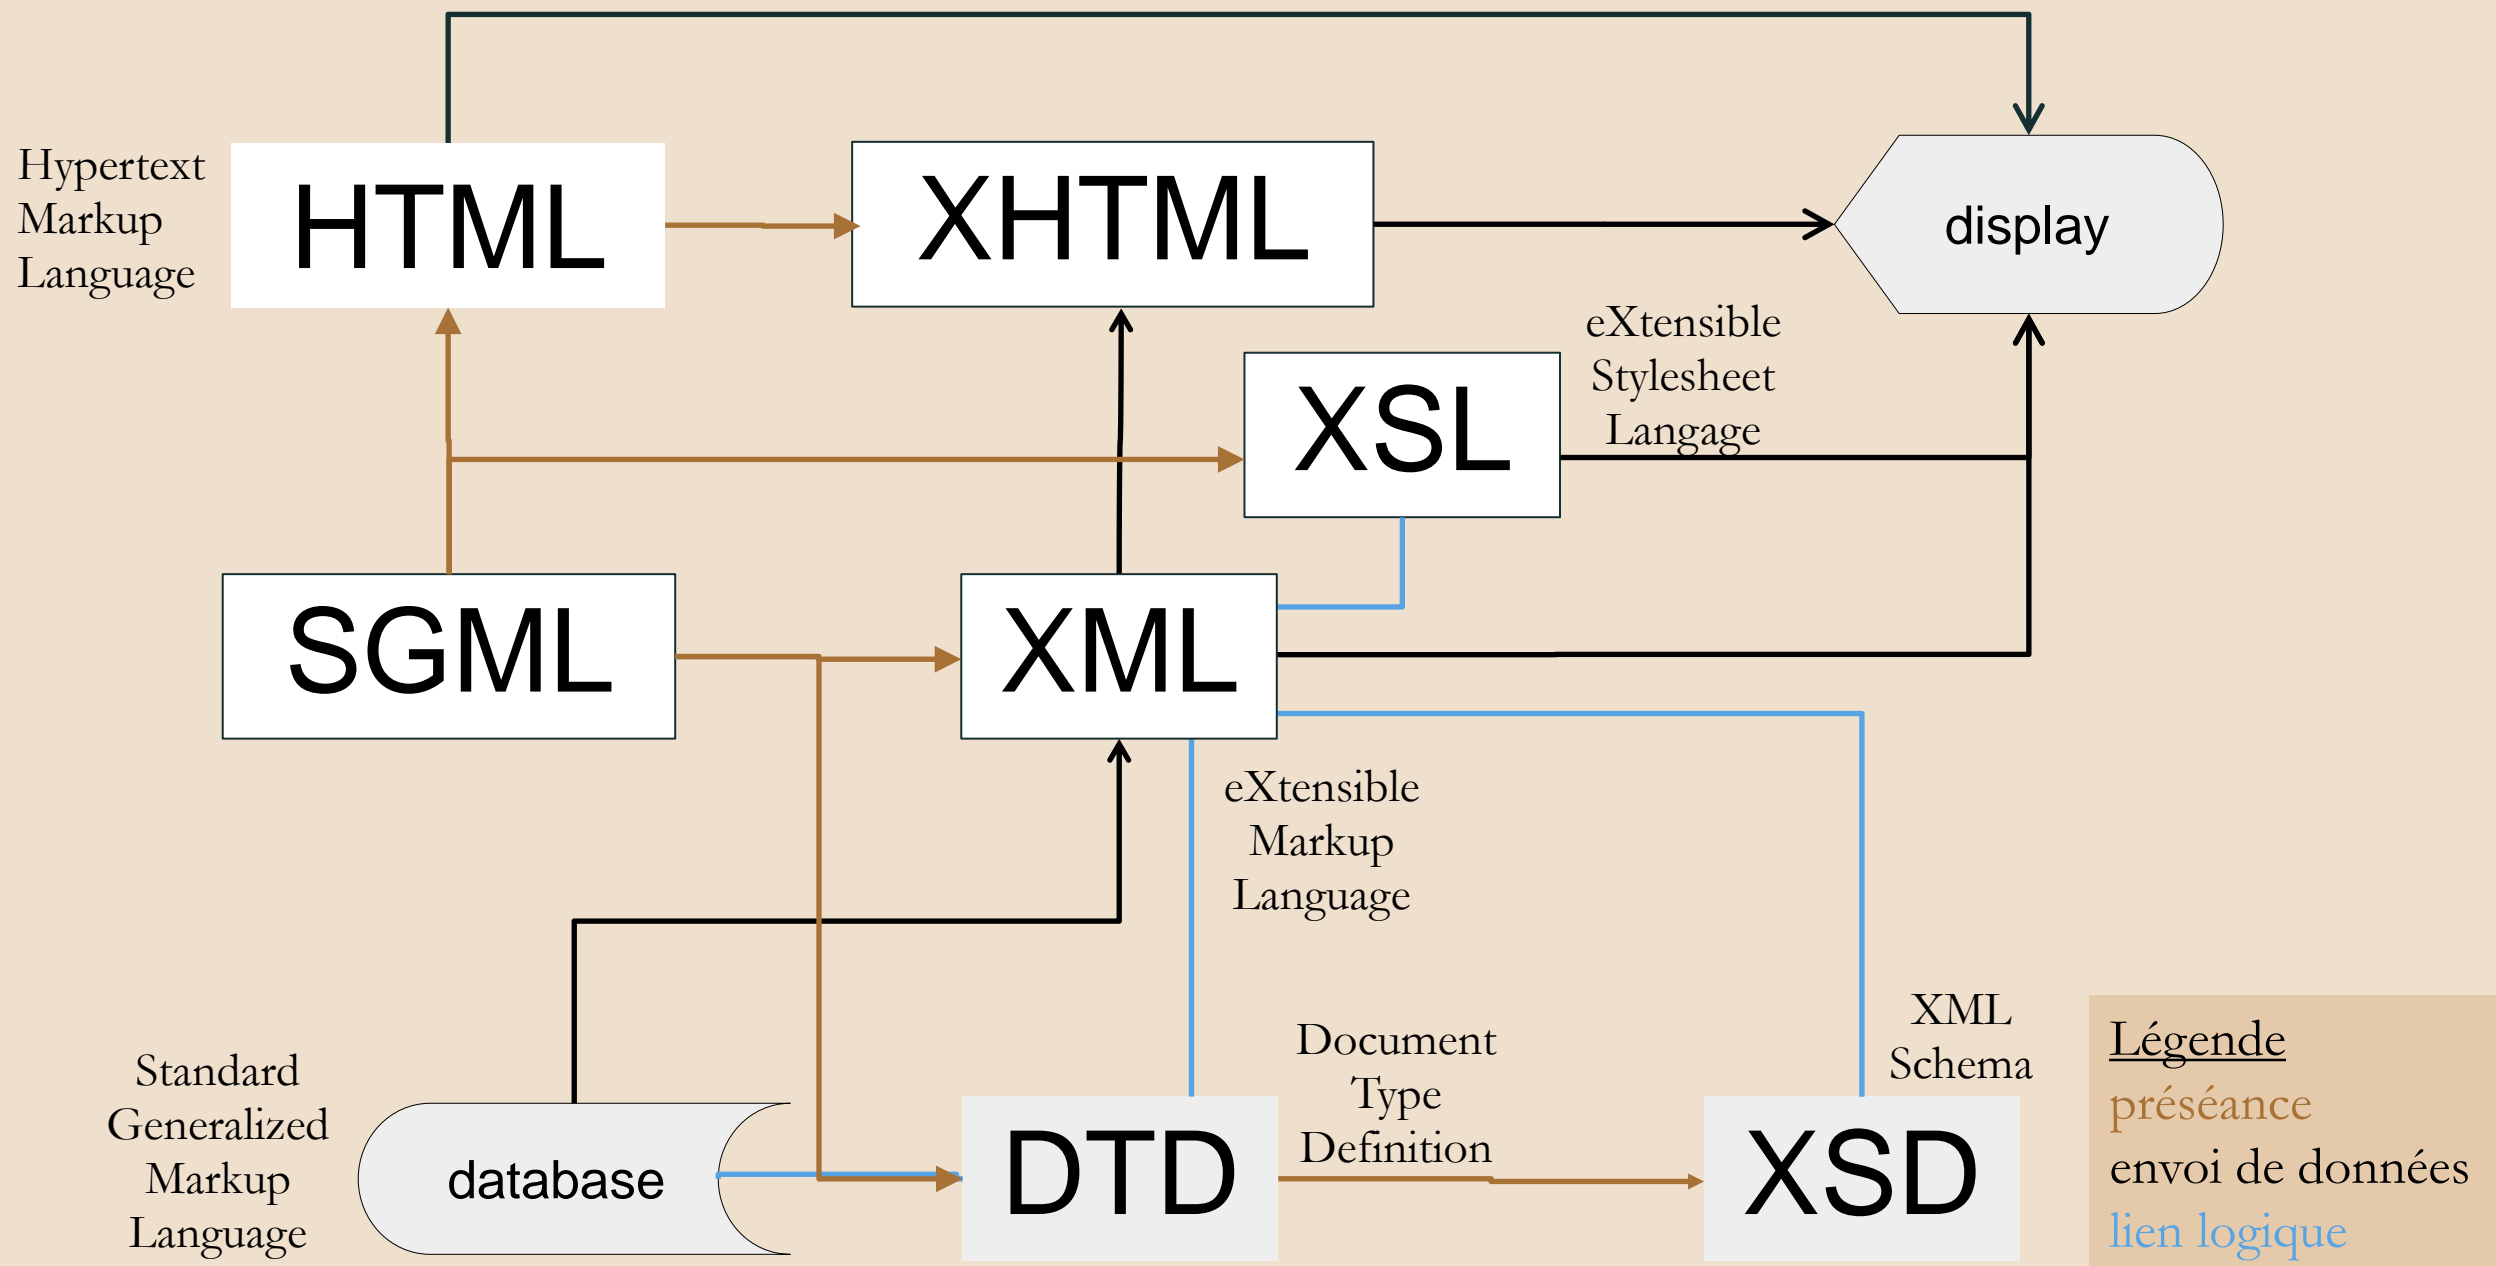 Hypertext
Markup
Language
HTML
XHTML
display
eXtensible
Stylesheet
Langage
XSL
SGML
XML
eXtensible
Markup
Language
Standard
Generalized
Markup
Language
database
DTD
Document
Type
Definition
XML
Schema
XSD
Légende
préséance
envoi de données
lien logique